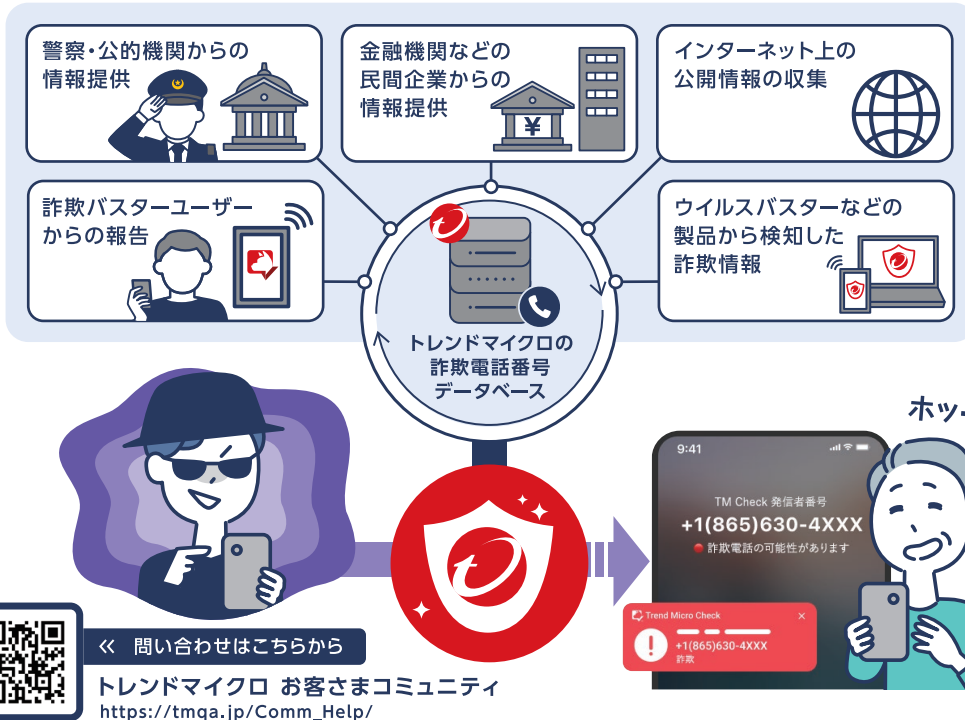 警察・公的機関からの
情報提供
金融機関などの
民間企業からの
情報提供
¥
インターネット上の
公開情報の収集
詐欺バスターユーザー
からの報告
ウイルスバスターなどの
製品から検知した
詐欺情報
トレンドマイクロの
詐欺電話番号
データベース
ホッ
9:41
TM Check 発信者番号
+1(865)630-4XXX
詐欺電話の可能性があります
Trend Micro Check
+1(865)630-4XXX
詐欺
« 問い合わせはこちらから
トレンドマイクロ お客さまコミュニティ
https://tmqa.jp/Comm_Help/